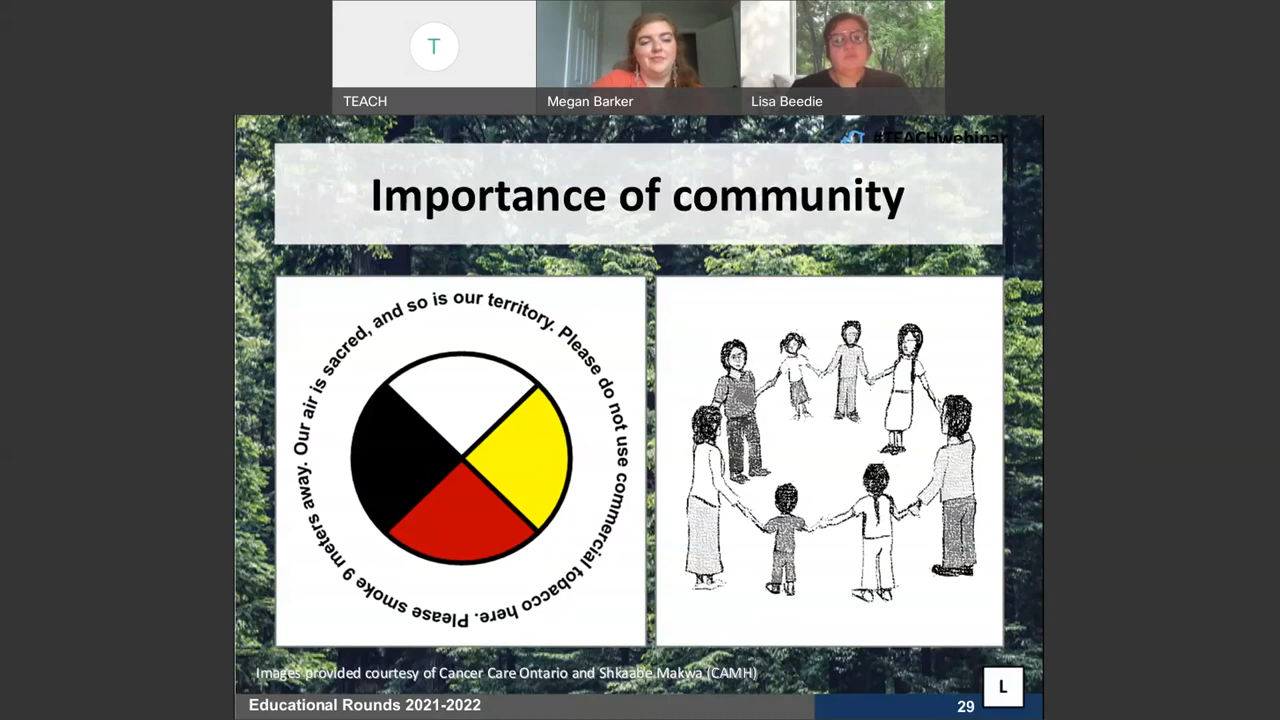 T
TEACH
Megan Barker
Lisa Beedie
#TEACHwebinar
Importance of community
Our air is sacred, and so is our territory. Please do not use commercial tobacco here. Please smoke 9 meters away.
Images provided courtesy of Cancer Care Ontario and Shkaabe Makwa (CAMH)
L
Educational Rounds 2021-2022
29